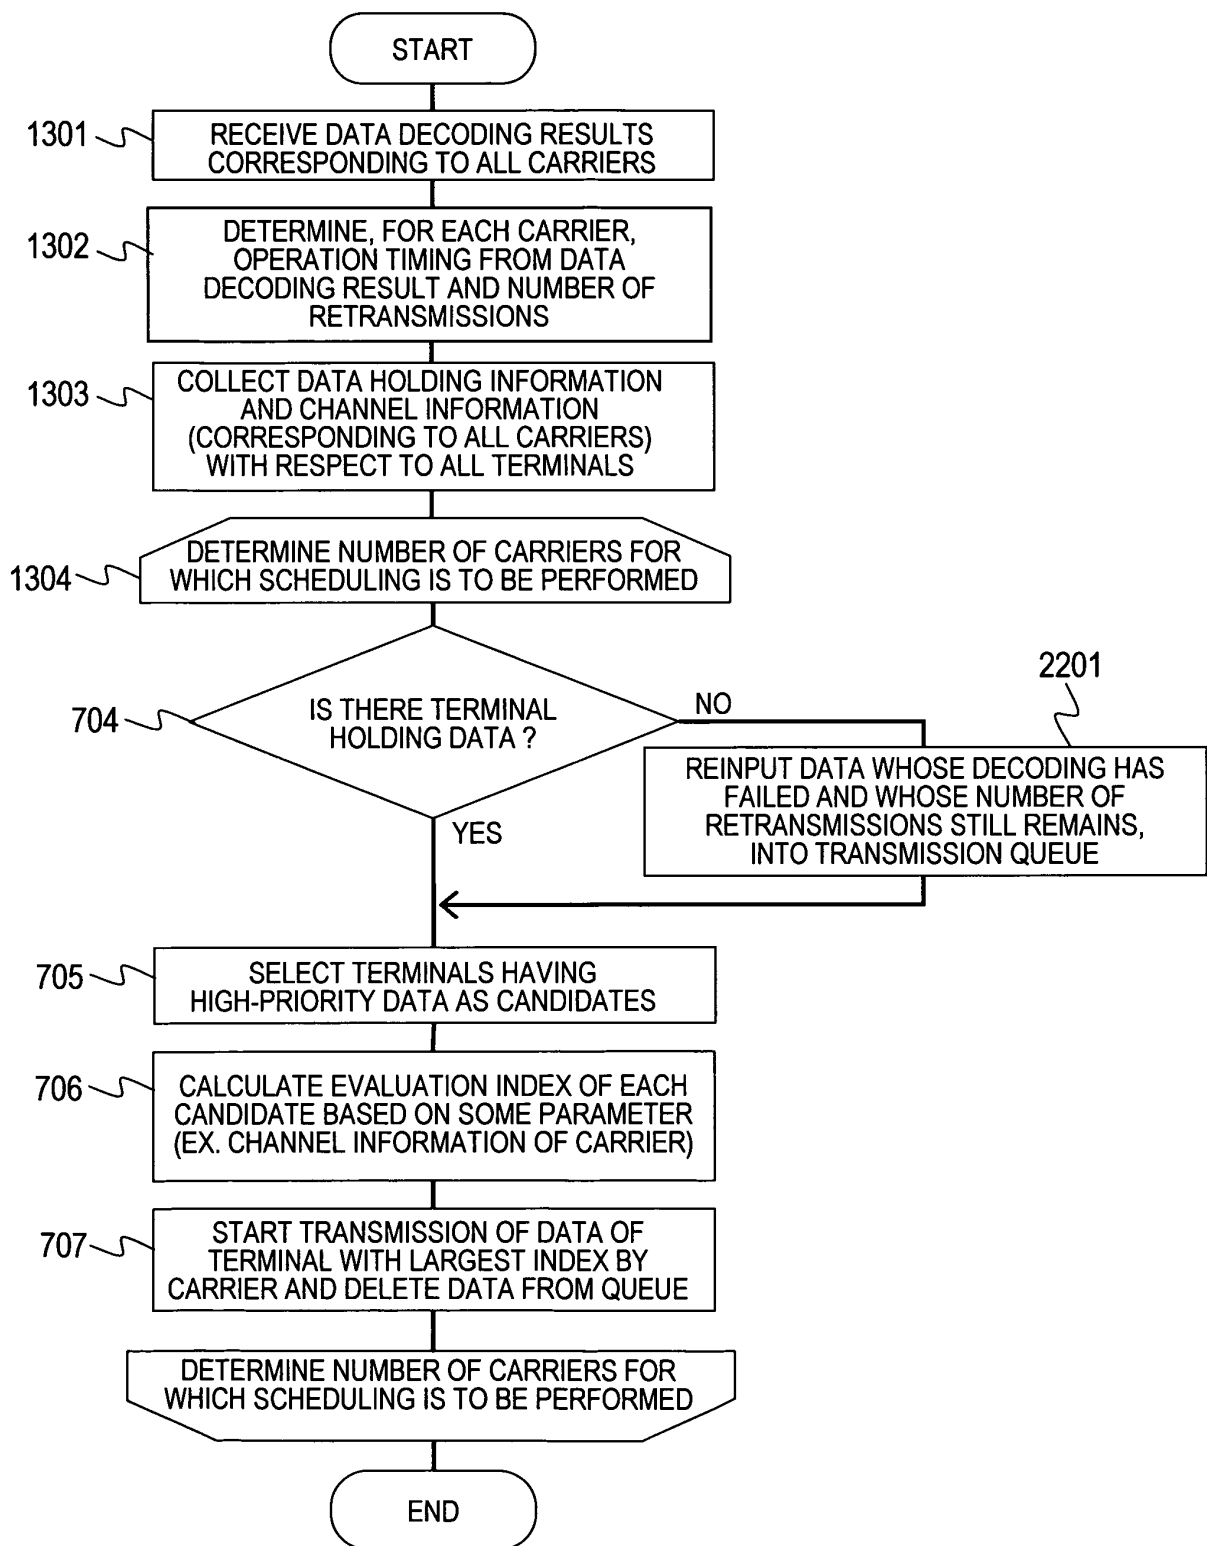 START
1301
RECEIVE DATA DECODING RESULTS
CORRESPONDING TO ALL CARRIERS
1302
DETERMINE, FOR EACH CARRIER,
OPERATION TIMING FROM DATA
DECODING RESULT AND NUMBER OF
RETRANSMISSIONS
1303
COLLECT DATA HOLDING INFORMATION
AND CHANNEL INFORMATION
(CORRESPONDING TO ALL CARRIERS)
WITH RESPECT TO ALL TERMINALS
1304
DETERMINE NUMBER OF CARRIERS FOR
WHICH SCHEDULING IS TO BE PERFORMED
704
IS THERE TERMINAL
HOLDING DATA ?
NO
YES
2201
REINPUT DATA WHOSE DECODING HAS
FAILED AND WHOSE NUMBER OF
RETRANSMISSIONS STILL REMAINS,
INTO TRANSMISSION QUEUE
705
SELECT TERMINALS HAVING
HIGH-PRIORITY DATA AS CANDIDATES
706
CALCULATE EVALUATION INDEX OF EACH
CANDIDATE BASED ON SOME PARAMETER
(EX. CHANNEL INFORMATION OF CARRIER)
707
START TRANSMISSION OF DATA OF
TERMINAL WITH LARGEST INDEX BY
CARRIER AND DELETE DATA FROM QUEUE
DETERMINE NUMBER OF CARRIERS FOR
WHICH SCHEDULING IS TO BE PERFORMED
END